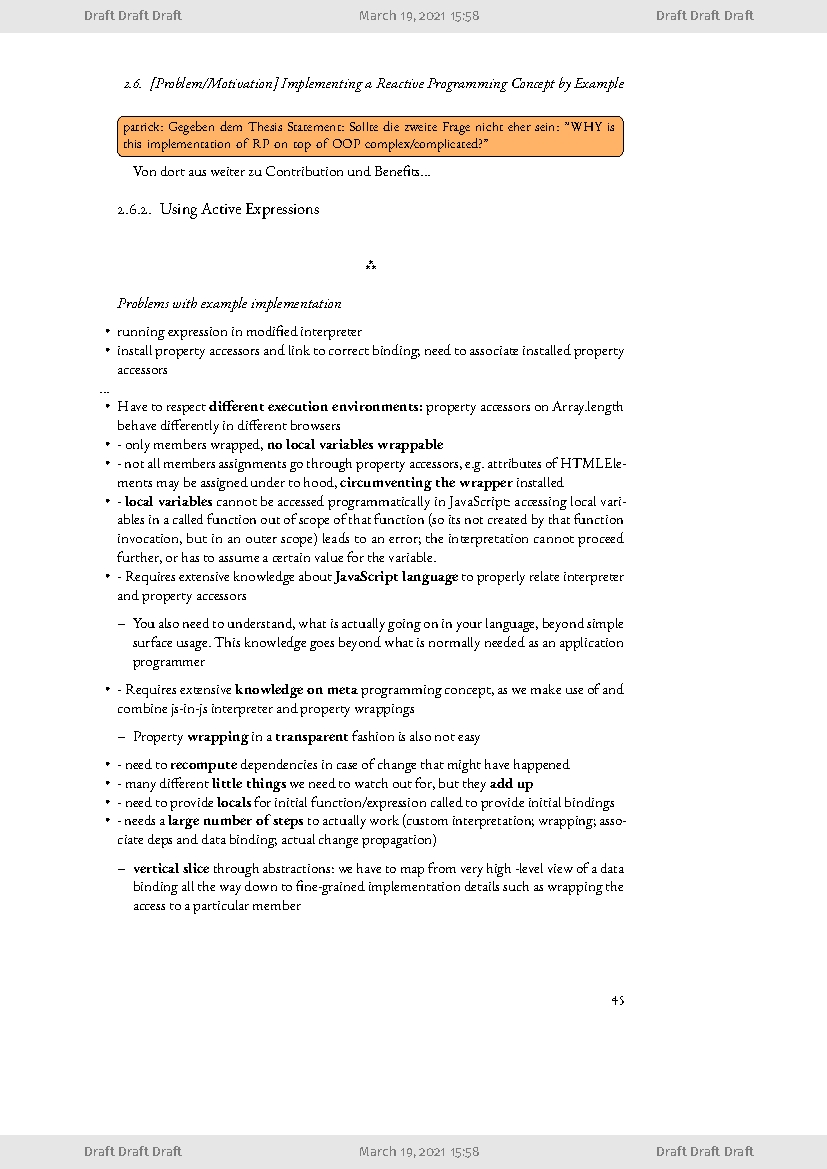 Draft Draft Draft March 19, 2021 15:58 Draft Draft Draft
2.6. [Problem/Motivation] Implementing a Reactive Programming Concept by Example
patrick: Gegeben dem Thesis Statement: Sollte die zweite Frage nicht eher sein: "WHY is
this implementation of RP on top of OOP complex/complicated?"
Von dort aus weiter zu Contribution und Benefits...
2.6.2. Using Active Expressions
⁂
Problems with example implementation
• running expression in modified interpreter
• install property accessors and link to correct binding; need to associate installed property
accessors
...
• Have to respect different execution environments: property accessors on Array.length
behave differently in different browsers
• - only members wrapped, no local variables wrappable
• - not all members assignments go through property accessors, e.g. attributes of HTMLEle-
ments may be assigned under to hood, circumventing the wrapper installed
• - local variables cannot be accessed programmatically in JavaScript: accessing local vari-
ables in a called function out of scope of that function (so its not created by that function
invocation, but in an outer scope) leads to an error; the interpretation cannot proceed
further, or has to assume a certain value for the variable.
• - Requires extensive knowledge about JavaScript language to properly relate interpreter
and property accessors
– You also need to understand, what is actually going on in your language, beyond simple
surface usage. This knowledge goes beyond what is normally needed as an application
programmer
• - Requires extensive knowledge on meta programming concept, as we make use of and
combine js-in-js interpreter and property wrappings
– Property wrapping in a transparent fashion is also not easy
• - need to recompute dependencies in case of change that might have happened
• - many different little things we need to watch out for, but they add up
• - need to provide locals for initial function/expression called to provide initial bindings
• - needs a large number of steps to actually work (custom interpretation; wrapping; asso-
ciate deps and data binding; actual change propagation)
– vertical slice through abstractions: we have to map from very high -level view of a data
binding all the way down to fine-grained implementation details such as wrapping the
access to a particular member
45
Draft Draft Draft March 19, 2021 15:58 Draft Draft Draft